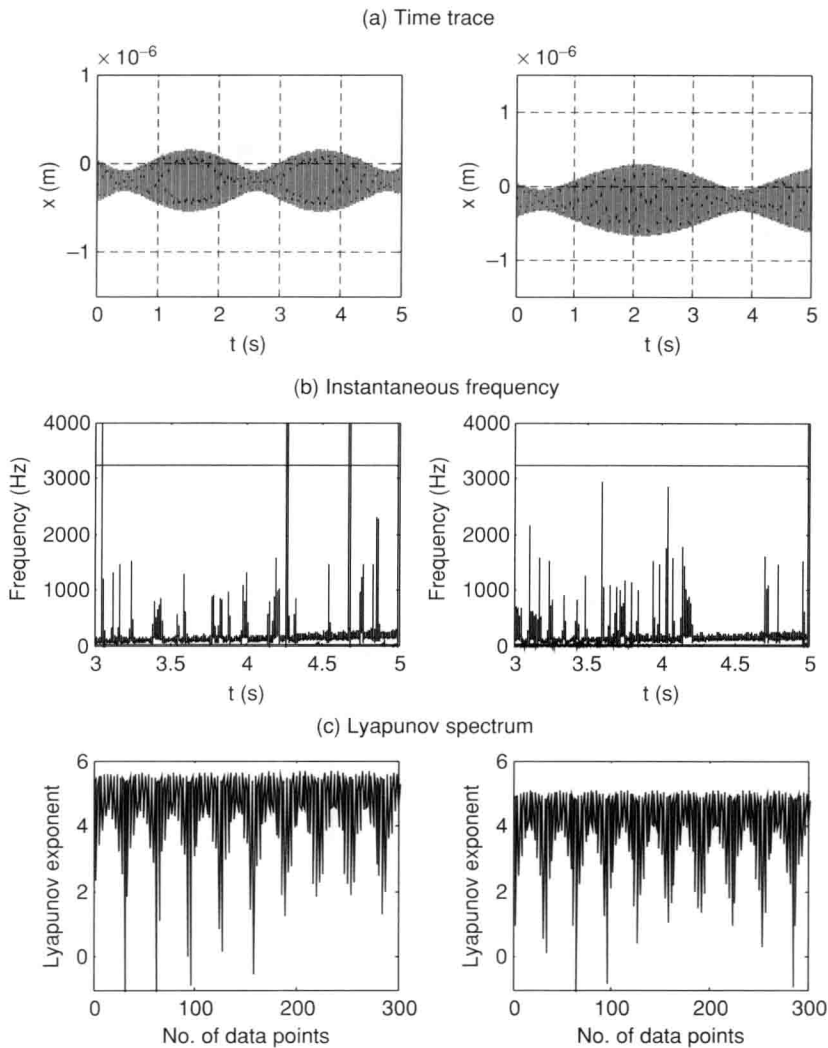 (a) Time trace
× 10⁻⁶ × 10⁻⁶
1
0
−1
x (m)
0 1 2 3 4 5
t (s)
1
0
−1
x (m)
0 1 2 3 4 5
t (s)
(b) Instantaneous frequency
4000
3000
2000
1000
0
Frequency (Hz)
3 3.5 4 4.5 5
t (s)
4000
3000
2000
1000
0
Frequency (Hz)
3 3.5 4 4.5 5
t (s)
(c) Lyapunov spectrum
6
4
2
0
Lyapunov exponent
0 100 200 300
No. of data points
6
4
2
0
Lyapunov exponent
0 100 200 300
No. of data points